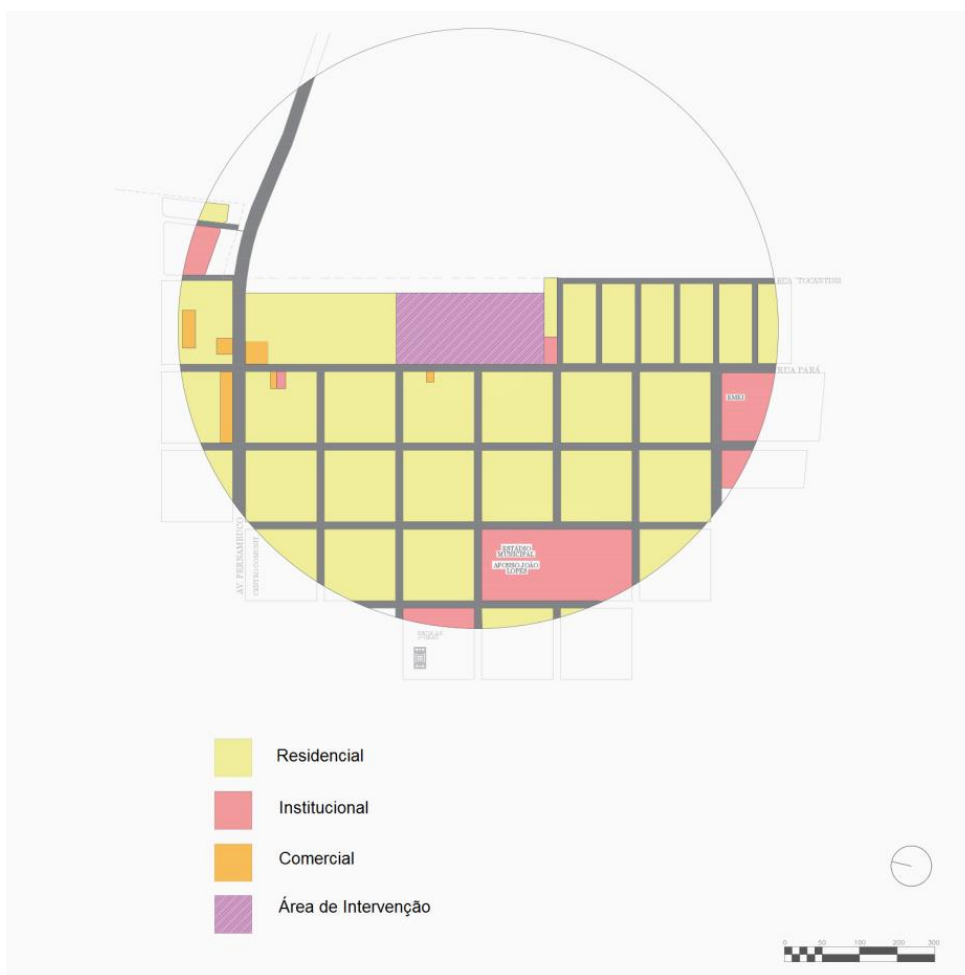 RUA TOCANTINS
RUA PARÁ
EMEI
AV. PERNAMBUCO
ESTÁDIO
MUNICIPAL
AFONSO JOÃO
LOPES
Residencial
Institucional
Comercial
Área de Intervenção
0 50 100 200 300